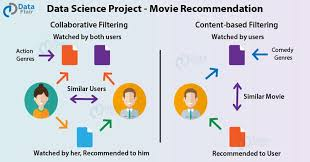 Data
Flair
Data Science Project - Movie Recommendation
Collaborative Filtering
Watched by both users
Action
Genres
Similar Users
Watched by her, Recommended to him
Content-based Filtering
Watched by users
Comedy
Genres
Similar Movie
Recommended to User